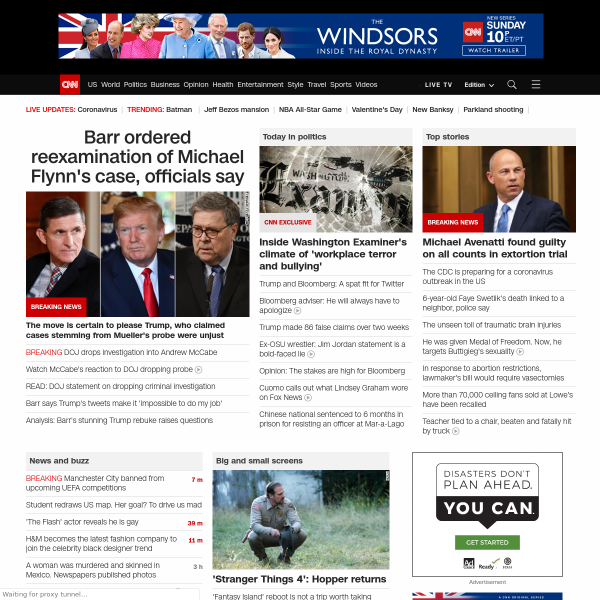 THE
WINDSORS
INSIDE THE ROYAL DYNASTY
CNN
NEW SERIES
SUNDAY
10 P ET/PT
WATCH TRAILER
CNN
US World Politics Business Opinion Health Entertainment Style Travel Sports Videos
LIVE TV
Edition
LIVE UPDATES: Coronavirus
TRENDING: Batman
Jeff Bezos mansion
NBA All-Star Game
Valentine's Day
New Banksy
Parkland shooting
Barr ordered
reexamination of Michael
Flynn's case, officials say
BREAKING NEWS
The move is certain to please Trump, who claimed
cases stemming from Mueller's probe were unjust
BREAKING DOJ drops investigation into Andrew McCabe
Watch McCabe's reaction to DOJ dropping probe
READ: DOJ statement on dropping criminal investigation
Barr says Trump's tweets make it 'impossible to do my job'
Analysis: Barr's stunning Trump rebuke raises questions
Today in politics
CNN EXCLUSIVE
Inside Washington Examiner's
climate of 'workplace terror
and bullying'
Trump and Bloomberg: A spat fit for Twitter
Bloomberg adviser: He will always have to
apologize
Trump made 86 false claims over two weeks
Ex-OSU wrestler: Jim Jordan statement is a
bold-faced lie
Opinion: The stakes are high for Bloomberg
Cuomo calls out what Lindsey Graham wore
on Fox News
Chinese national sentenced to 6 months in
prison for resisting an officer at Mar-a-Lago
Top stories
BREAKING NEWS
Michael Avenatti found guilty
on all counts in extortion trial
The CDC is preparing for a coronavirus
outbreak in the US
6-year-old Faye Swetlik's death linked to a
neighbor, police say
The unseen toll of traumatic brain injuries
He was given Medal of Freedom. Now, he
targets Buttigieg's sexuality
In response to abortion restrictions,
lawmaker's bill would require vasectomies
More than 70,000 ceiling fans sold at Lowe's
have been recalled
Teacher tied to a chair, beaten and fatally hit
by truck
News and buzz
BREAKING Manchester City banned from
upcoming UEFA competitions
7 m
Student redraws US map. Her goal? To drive us mad
'The Flash' actor reveals he is gay
39 m
H&M becomes the latest fashion company to
join the celebrity black designer trend
11 m
A woman was murdered and skinned in
Mexico. Newspapers published photos
3 h
Big and small screens
'Stranger Things 4': Hopper returns
'Fantasy Island' reboot is not a trip worth taking
DISASTERS DON'T
PLAN AHEAD.
YOU CAN.
GET STARTED
Ad
Ready
Advertisement
Waiting for proxy tunnel...